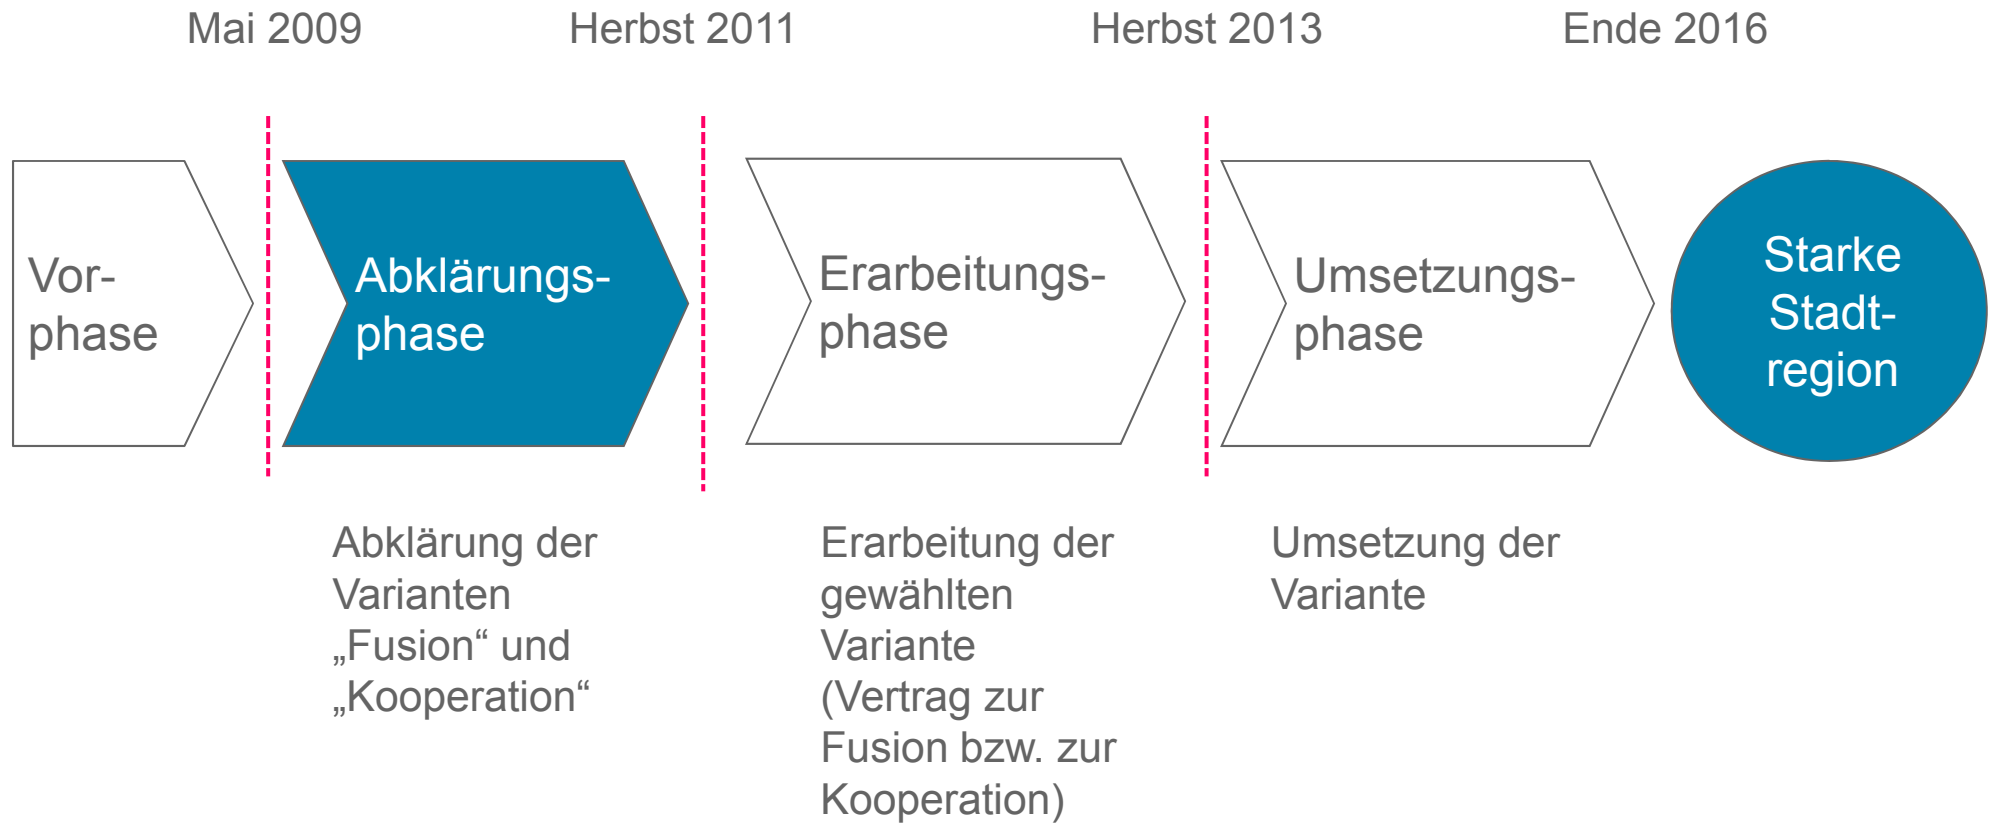 Mai 2009
Herbst 2011
Herbst 2013
Ende 2016
Vor-
phase
Abklärungs-
phase
Erarbeitungs-
phase
Umsetzungs-
phase
Starke
Stadt-
region
Abklärung der
Varianten
„Fusion“ und
„Kooperation“
Erarbeitung der
gewählten
Variante
(Vertrag zur
Fusion bzw. zur
Kooperation)
Umsetzung der
Variante